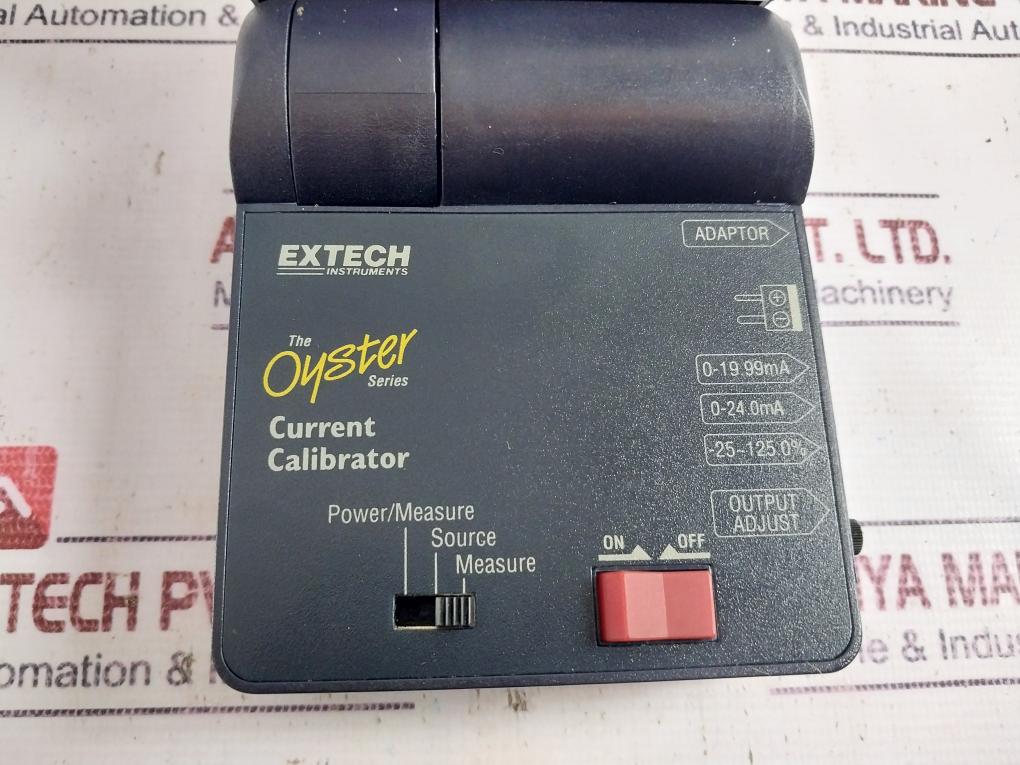 al Automation &
& Industrial Aut
EXTECH
INSTRUMENTS
ADAPTOR
T. LTD.
achinery
The
Oyster
Series
Current
Calibrator
0-19.99mA
0-24.0mA
-25~125.0%
OUTPUT
ADJUST
Power/Measure
Source
Measure
ON
OFF
TECH PV
omation &
YA MA
e & Indus